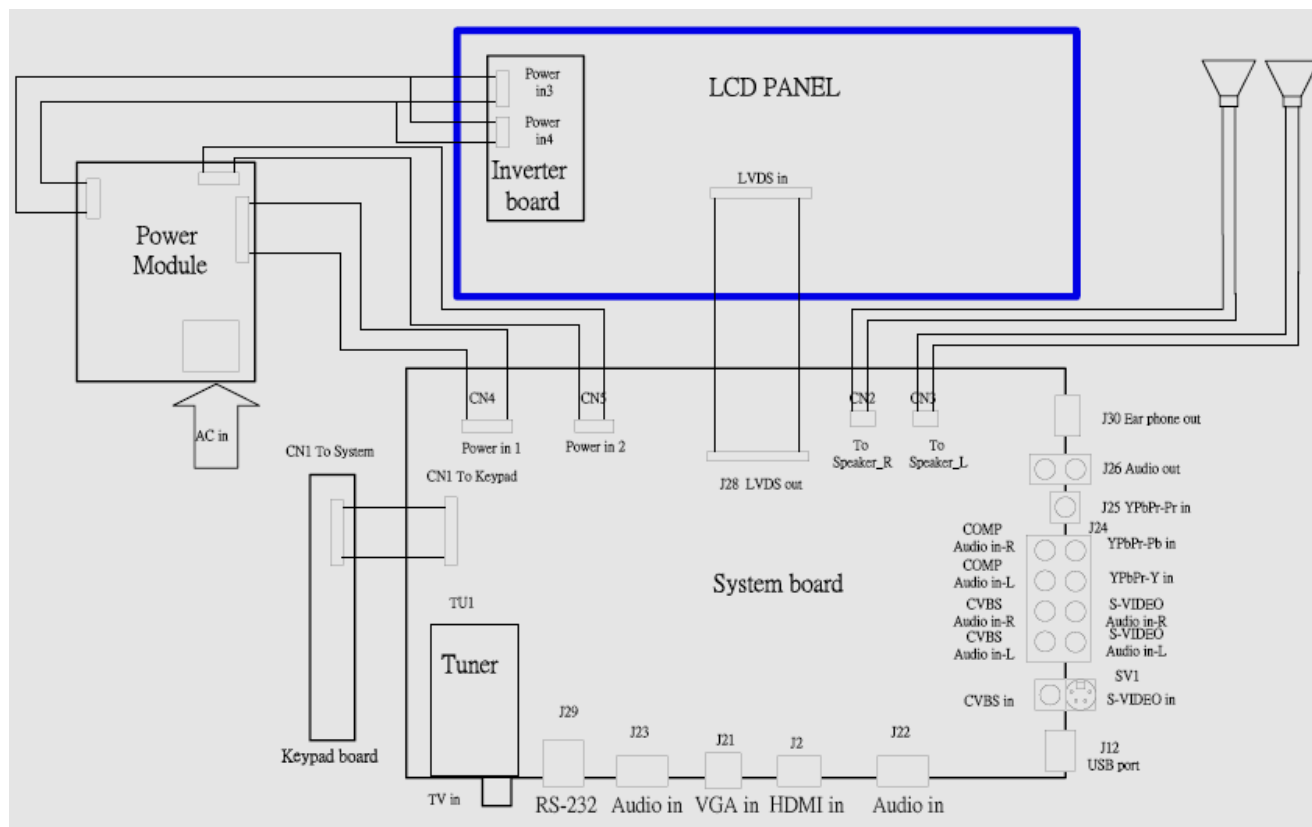 Power
in3
LCD PANEL
Power
in4
Inverter
board
LVDS in
Power
Module
AC in
CN4
CN5
CN2
CN3
Power in 1
Power in 2
To
Speaker_R
To
Speaker_L
J30 Ear phone out
CN1 To System
CN1 To Keypad
J28 LVDS out
J26 Audio out
J25 YPbPr-Pr in
J24
COMP
Audio in-R
YPbPr-Pb in
COMP
Audio in-L
YPbPr-Y in
System board
CVBS
Audio in-R
S-VIDEO
Audio in-R
CVBS
Audio in-L
S-VIDEO
Audio in-L
TU1
Tuner
SV1
CVBS in
S-VIDEO in
Keypad board
J29
J23
J21
J2
J22
J12
USB port
TV in
RS-232
Audio in
VGA in
HDMI in
Audio in